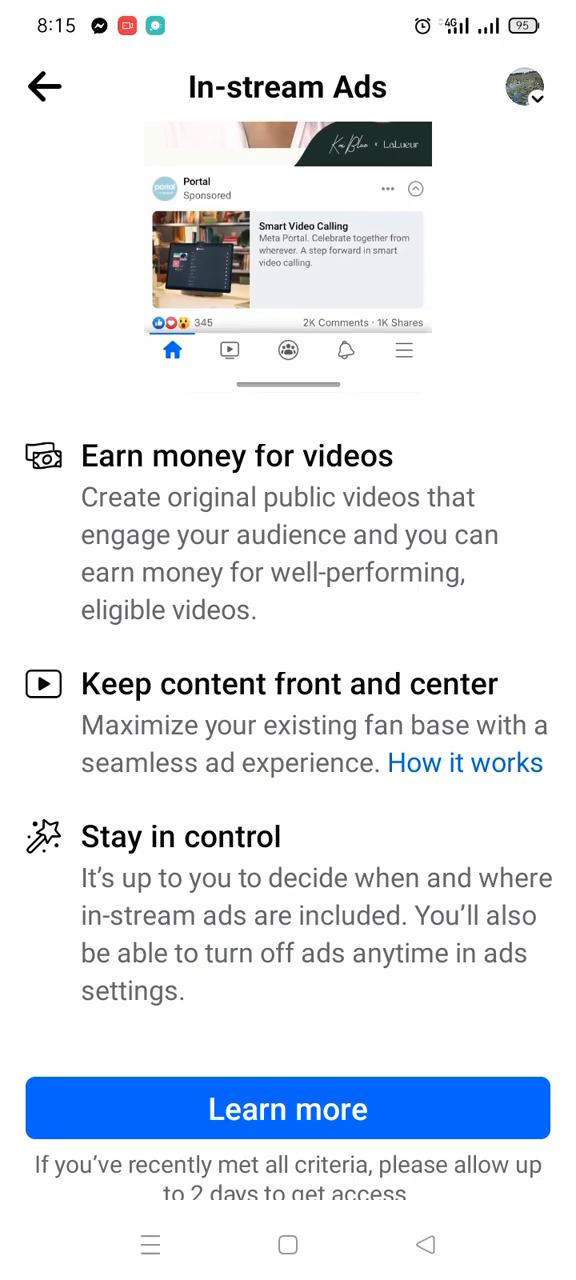 8:15
4G
95
In-stream Ads
Kai Blue × LaLueur
portal
Portal
Sponsored
Smart Video Calling
Meta Portal. Celebrate together from
wherever. A step forward in smart
video calling.
345
2K Comments · 1K Shares
Earn money for videos
Create original public videos that
engage your audience and you can
earn money for well-performing,
eligible videos.
Keep content front and center
Maximize your existing fan base with a
seamless ad experience. How it works
Stay in control
It's up to you to decide when and where
in-stream ads are included. You'll also
be able to turn off ads anytime in ads
settings.
Learn more
If you've recently met all criteria, please allow up
to 2 days to get access